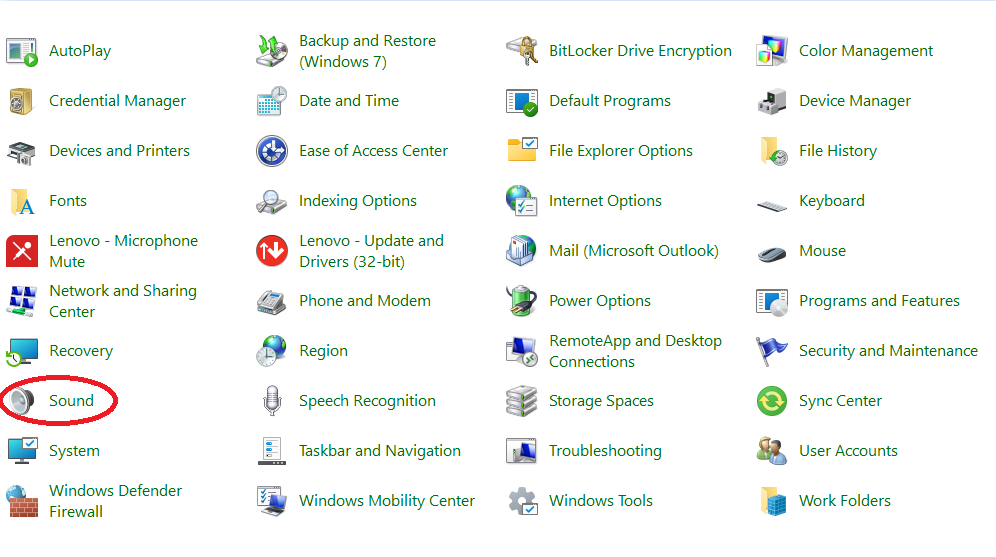 AutoPlay
Backup and Restore
(Windows 7)
BitLocker Drive Encryption
Color Management
Credential Manager
Date and Time
Default Programs
Device Manager
Devices and Printers
Ease of Access Center
File Explorer Options
File History
Fonts
Indexing Options
Internet Options
Keyboard
Lenovo - Microphone
Mute
Lenovo - Update and
Drivers (32-bit)
Mail (Microsoft Outlook)
Mouse
Network and Sharing
Center
Phone and Modem
Power Options
Programs and Features
Recovery
Region
RemoteApp and Desktop
Connections
Security and Maintenance
Sound
Speech Recognition
Storage Spaces
Sync Center
System
Taskbar and Navigation
Troubleshooting
User Accounts
Windows Defender
Firewall
Windows Mobility Center
Windows Tools
Work Folders